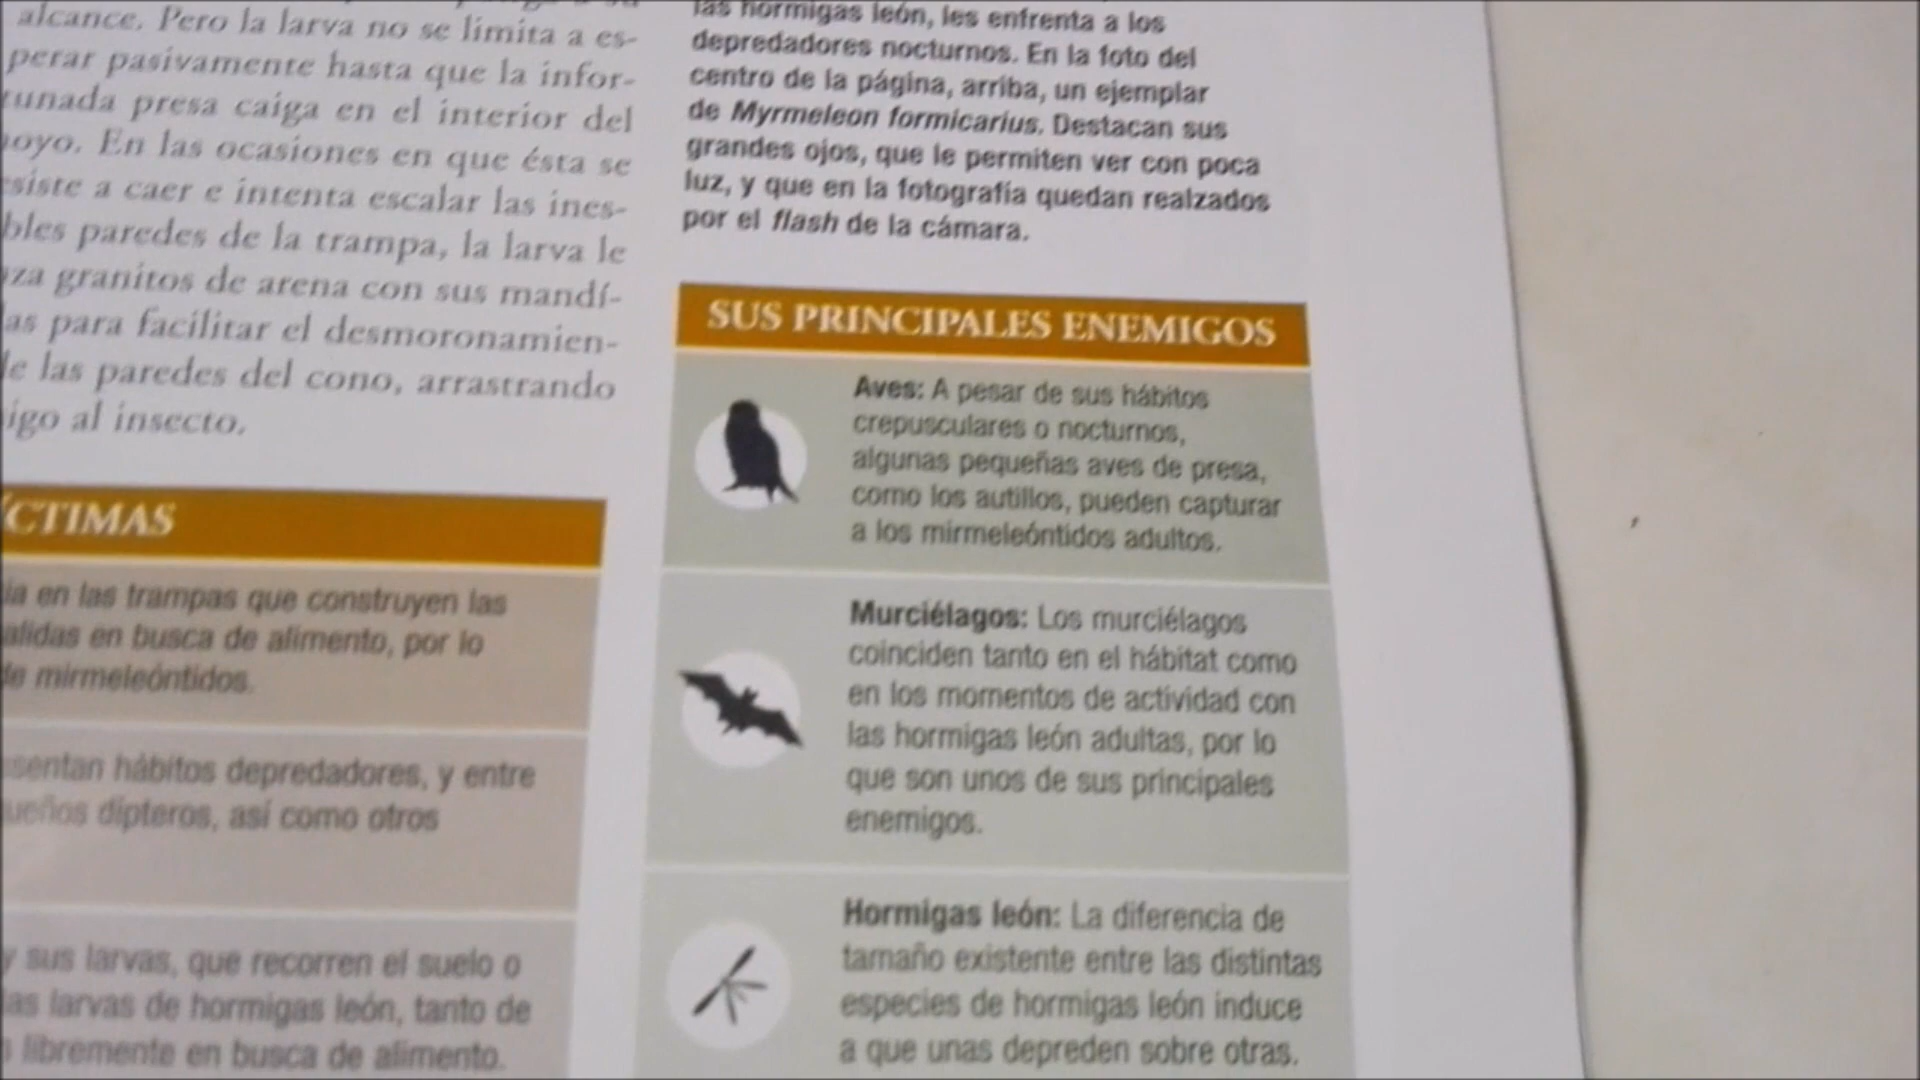 alcance. Pero la larva no se limita a es-
perar pasivamente hasta que la infor-
tunada presa caiga en el interior del
hoyo. En las ocasiones en que ésta se
siste a caer e intenta escalar las ines-
bles paredes de la trampa, la larva le
za granitos de arena con sus mandí-
as para facilitar el desmoronamien-
de las paredes del cono, arrastrando
igo al insecto.
ÍCTIMAS
ia en las trampas que construyen las
alidas en busca de alimento, por lo
de mirmeleóntidos.
sentan hábitos depredadores, y entre
ueños dípteros, así como otros
y sus larvas, que recorren el suelo o
las larvas de hormigas león, tanto de
libremente en busca de alimento.
las hormigas león, les enfrenta a los
depredadores nocturnos. En la foto del
centro de la página, arriba, un ejemplar
de Myrmeleon formicarius. Destacan sus
grandes ojos, que le permiten ver con poca
luz, y que en la fotografía quedan realzados
por el flash de la cámara.
SUS PRINCIPALES ENEMIGOS
Aves: A pesar de sus hábitos
crepusculares o nocturnos,
algunas pequeñas aves de presa,
como los autillos, pueden capturar
a los mirmeleóntidos adultos.
Murciélagos: Los murciélagos
coinciden tanto en el hábitat como
en los momentos de actividad con
las hormigas león adultas, por lo
que son unos de sus principales
enemigos.
Hormigas león: La diferencia de
tamaño existente entre las distintas
especies de hormigas león induce
a que unas depreden sobre otras.